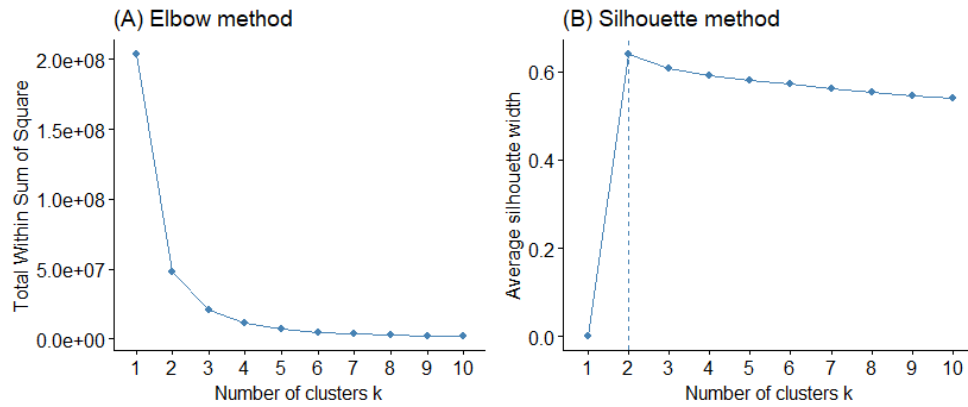 (A) Elbow method
Total Within Sum of Square
2.0e+08
1.5e+08
1.0e+08
5.0e+07
0.0e+00
1 2 3 4 5 6 7 8 9 10
Number of clusters k
(B) Silhouette method
Average silhouette width
0.6
0.4
0.2
0.0
1 2 3 4 5 6 7 8 9 10
Number of clusters k